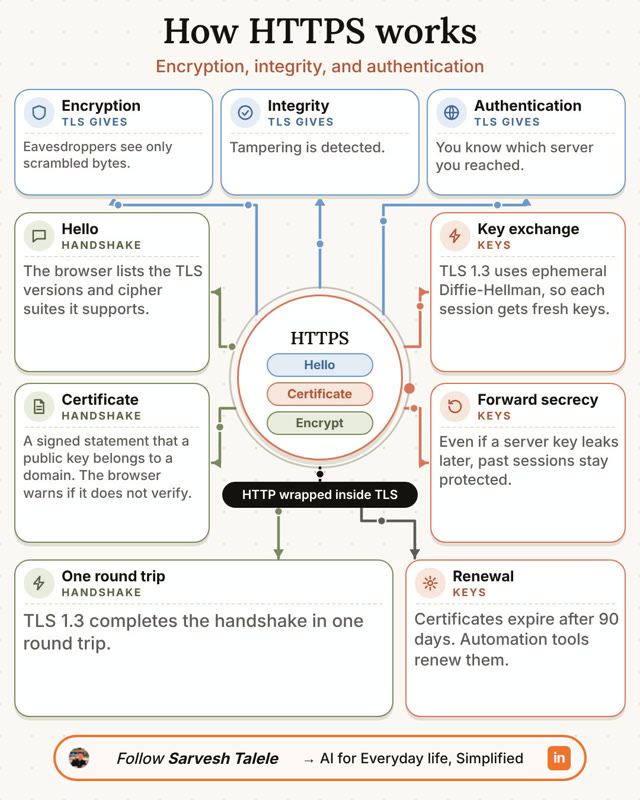 How HTTPS works
Encryption, integrity, and authentication
Encryption
TLS GIVES
Eavesdroppers see only
scrambled bytes.
Integrity
TLS GIVES
Tampering is detected.
Authentication
TLS GIVES
You know which server
you reached.
Hello
HANDSHAKE
The browser lists the TLS
versions and cipher
suites it supports.
Key exchange
KEYS
TLS 1.3 uses ephemeral
Diffie-Hellman, so each
session gets fresh keys.
HTTPS
Hello
Certificate
Encrypt
Certificate
HANDSHAKE
A signed statement that a
public key belongs to a
domain. The browser
warns if it does not verify.
Forward secrecy
KEYS
Even if a server key leaks
later, past sessions stay
protected.
HTTP wrapped inside TLS
One round trip
HANDSHAKE
TLS 1.3 completes the handshake in one
round trip.
Renewal
KEYS
Certificates expire after 90
days. Automation tools
renew them.
Follow Sarvesh Talele → AI for Everyday life, Simplified in